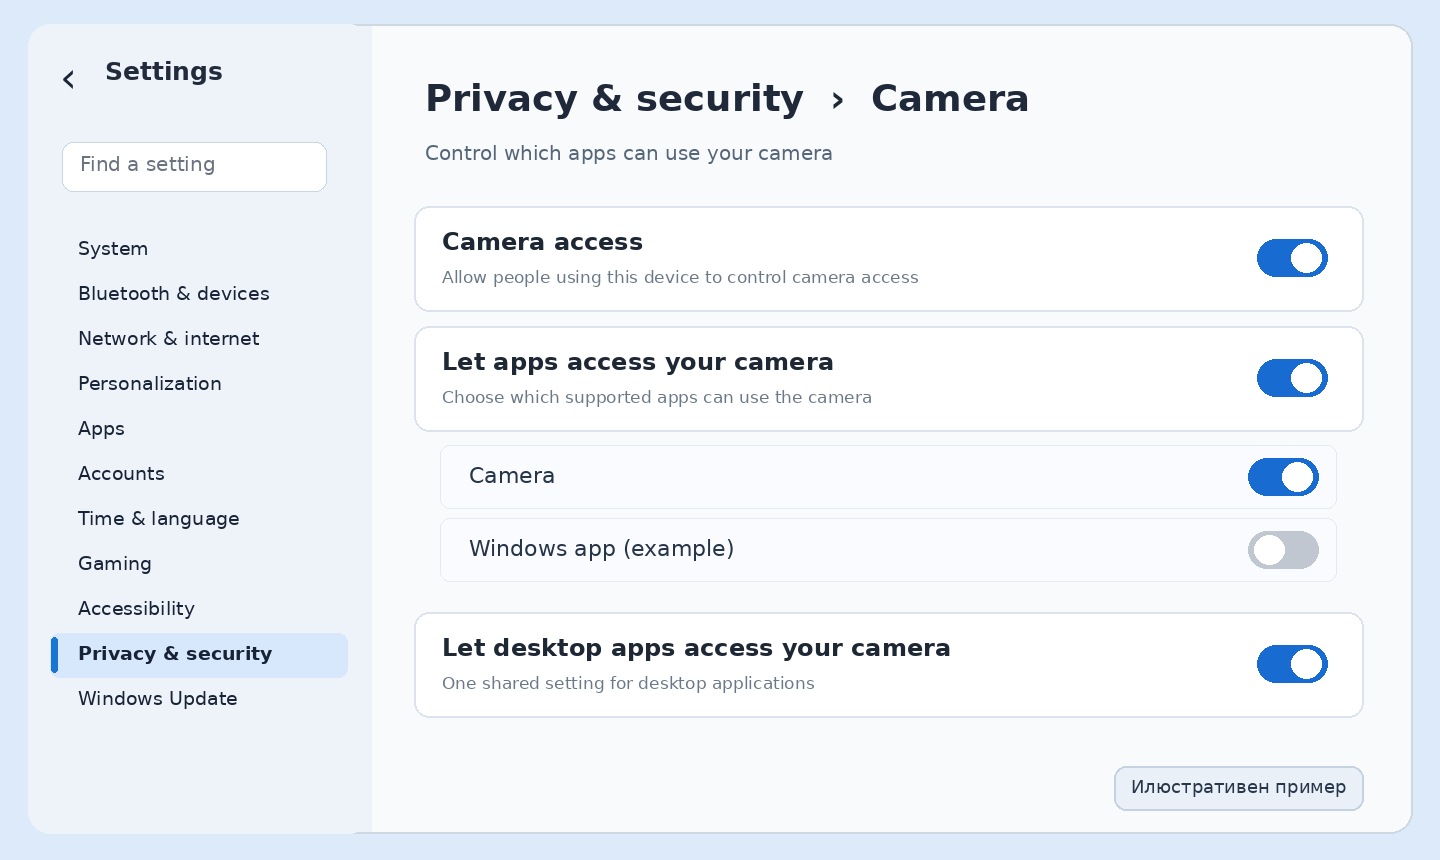 Settings
Find a setting
System
Bluetooth & devices
Network & internet
Personalization
Apps
Accounts
Time & language
Gaming
Accessibility
Privacy & security
Windows Update
Privacy & security › Camera
Control which apps can use your camera
Camera access
Allow people using this device to control camera access
Let apps access your camera
Choose which supported apps can use the camera
Camera
Windows app (example)
Let desktop apps access your camera
One shared setting for desktop applications
Илюстративен пример